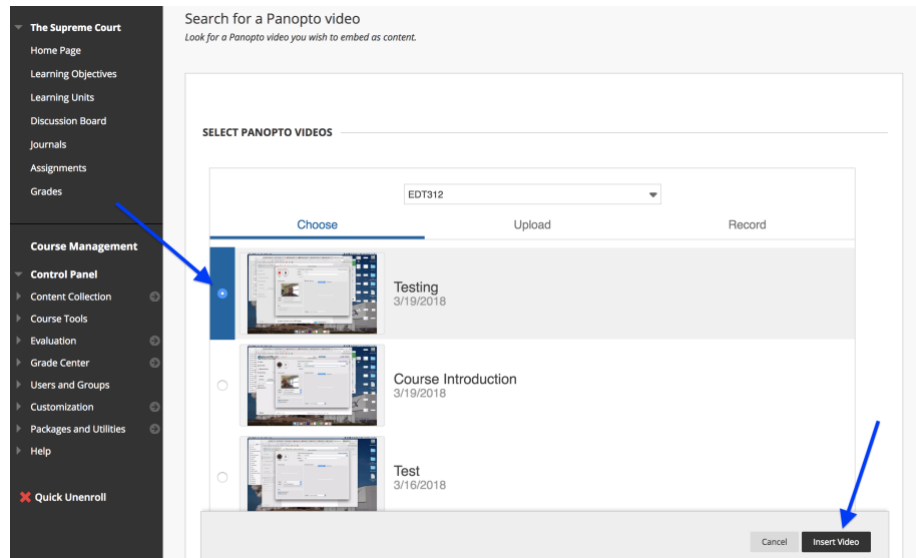 The Supreme Court
Home Page
Learning Objectives
Learning Units
Discussion Board
Journals
Assignments
Grades
Course Management
Control Panel
Content Collection
Course Tools
Evaluation
Grade Center
Users and Groups
Customization
Packages and Utilities
Help
Quick Unenroll
Search for a Panopto video
Look for a Panopto video you wish to embed as content.
SELECT PANOPTO VIDEOS
EDT312
Choose Upload Record
Testing
3/19/2018
Course Introduction
3/19/2018
Test
3/16/2018
Cancel Insert Video